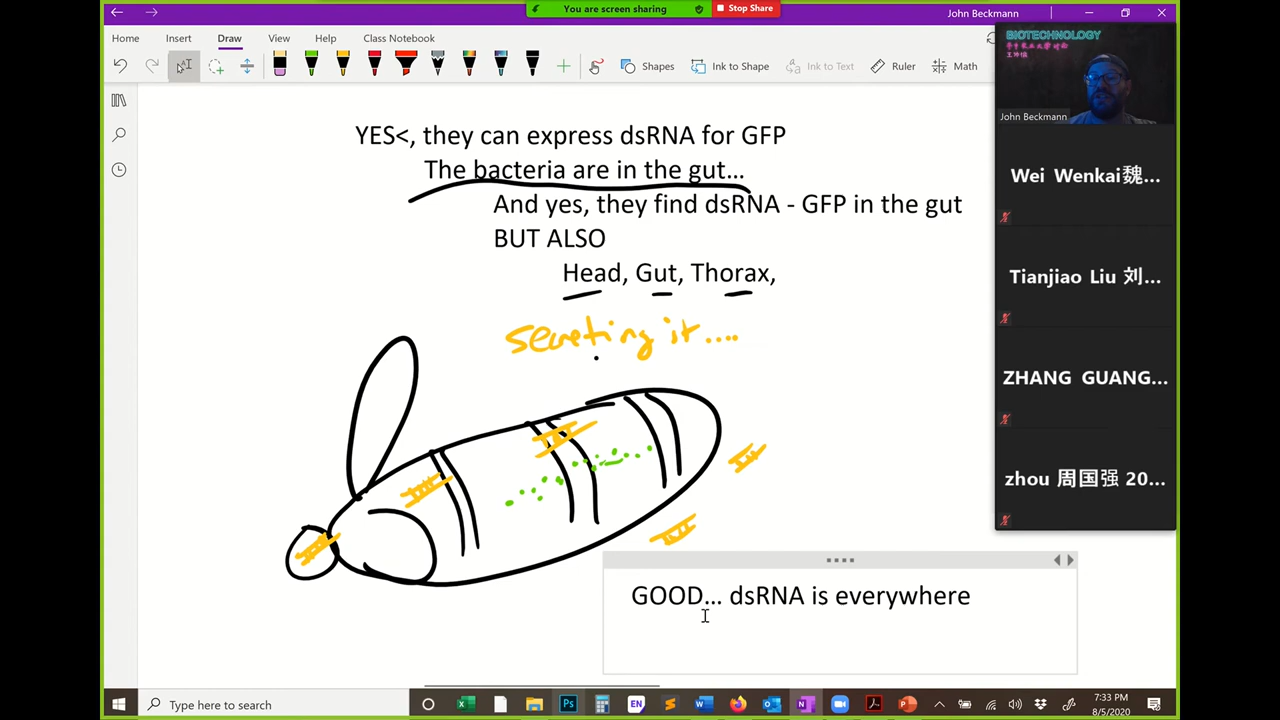 You are screen sharing
Stop Share
John Beckmann
Home
Insert
Draw
View
Help
Class Notebook
Shapes
Ink to Shape
Ink to Text
Ruler
Math
BIOTECHNOLOGY
John Beckmann
Wei Wenkai魏...
Tianjiao Liu 刘...
ZHANG GUANG...
zhou 周国强 20...
YES<, they can express dsRNA for GFP
The bacteria are in the gut...
And yes, they find dsRNA - GFP in the gut
BUT ALSO
Head, Gut, Thorax,
secreting it....
GOOD... dsRNA is everywhere
Type here to search
EN
7:33 PM
8/5/2020